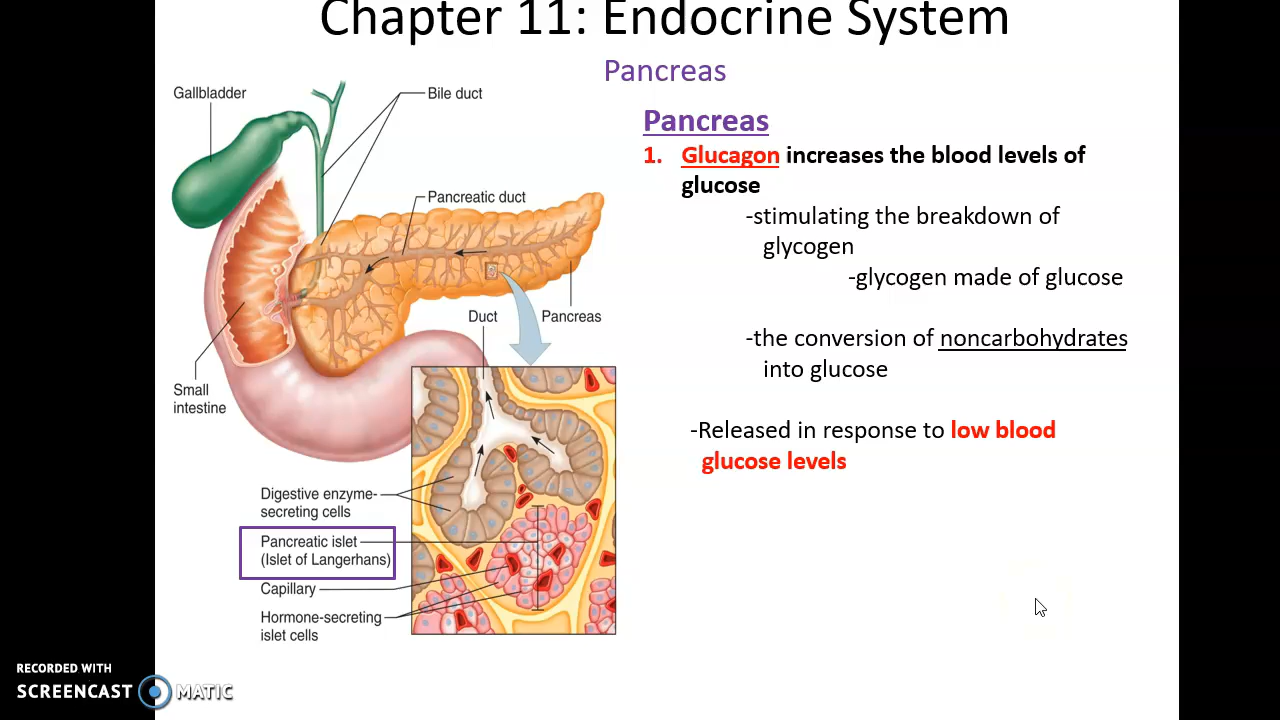 Chapter 11: Endocrine System
Pancreas
Gallbladder
Bile duct
Pancreatic duct
Duct
Pancreas
Small
intestine
Digestive enzyme-
secreting cells
Pancreatic islet
(Islet of Langerhans)
Capillary
Hormone-secreting
islet cells
Pancreas
1. Glucagon increases the blood levels of
glucose
-stimulating the breakdown of
glycogen
-glycogen made of glucose
-the conversion of noncarbohydrates
into glucose
-Released in response to low blood
glucose levels
RECORDED WITH
SCREENCAST MATIC